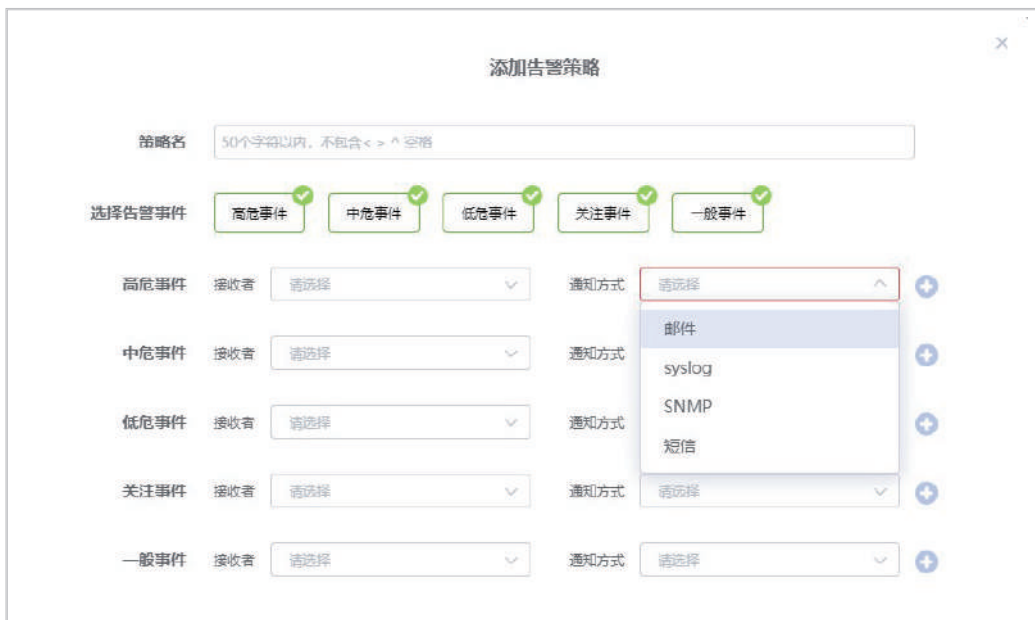 添加告警策略
策略名 50个字符以内，不包含< > ^ 空格
选择告警事件 高危事件 中危事件 低危事件 关注事件 一般事件
高危事件 接收者 请选择 通知方式 请选择
邮件
中危事件 接收者 请选择 通知方式
syslog
SNMP
低危事件 接收者 请选择 通知方式
短信
关注事件 接收者 请选择 通知方式 请选择
一般事件 接收者 请选择 通知方式 请选择